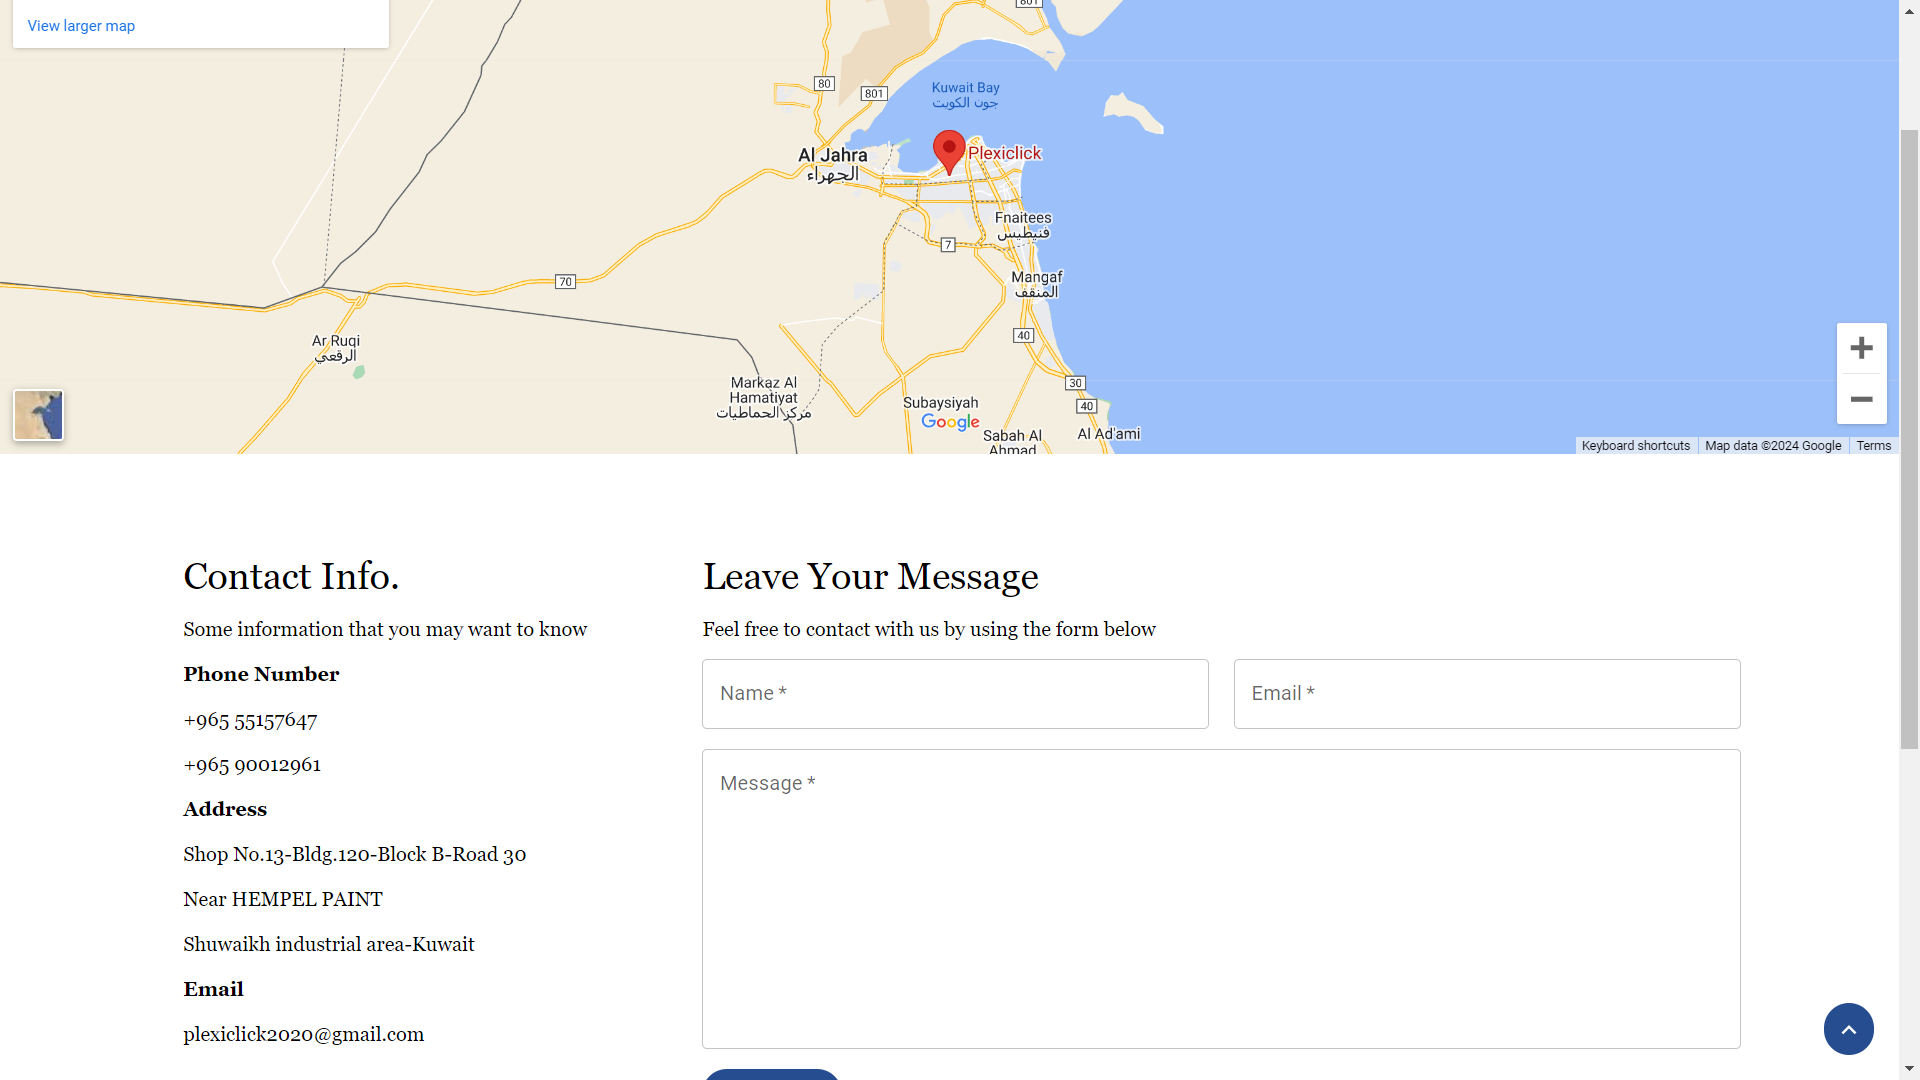 801
View larger map
80
801
Kuwait Bay
جون الكويت
Al Jahra
الجهراء
Plexiclick
Fnaitees
فنيطيس
7
Mangaf
المنقف
70
40
Ar Ruqi
الرقعي
30
Markaz Al
Hamatiyat
مركز الحماطيات
Subaysiyah
40
Google
Sabah Al
Ahmad
Al Ad'ami
Keyboard shortcuts
Map data ©2024 Google
Terms
Contact Info.
Some information that you may want to know
Phone Number
+965 55157647
+965 90012961
Address
Shop No.13-Bldg.120-Block B-Road 30
Near HEMPEL PAINT
Shuwaikh industrial area-Kuwait
Email
plexiclick2020@gmail.com
Leave Your Message
Feel free to contact with us by using the form below
Name *
Email *
Message *